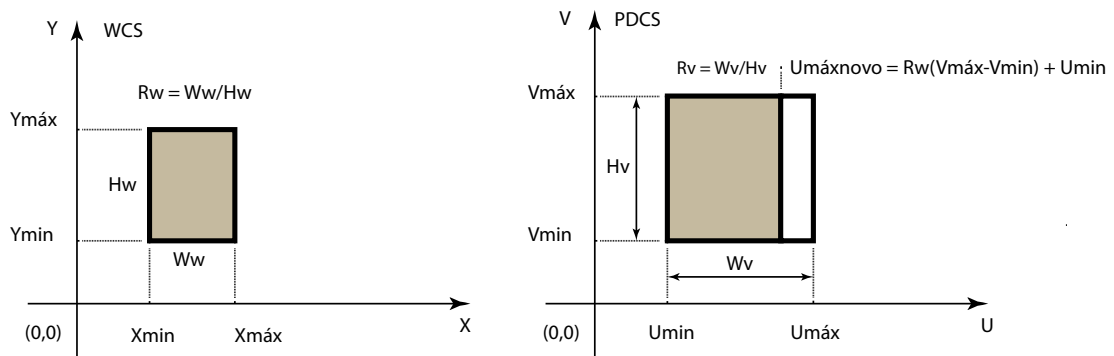 Y
WCS
Rw = Ww/Hw
Ymáx
Hw
Ymin
Ww
(0,0)
Xmin
Xmáx
X
V
PDCS
Rv = Wv/Hv
Umáxnovo = Rw(Vmáx-Vmin) + Umin
Vmáx
Hv
Vmin
Wv
(0,0)
Umin
Umáx
U